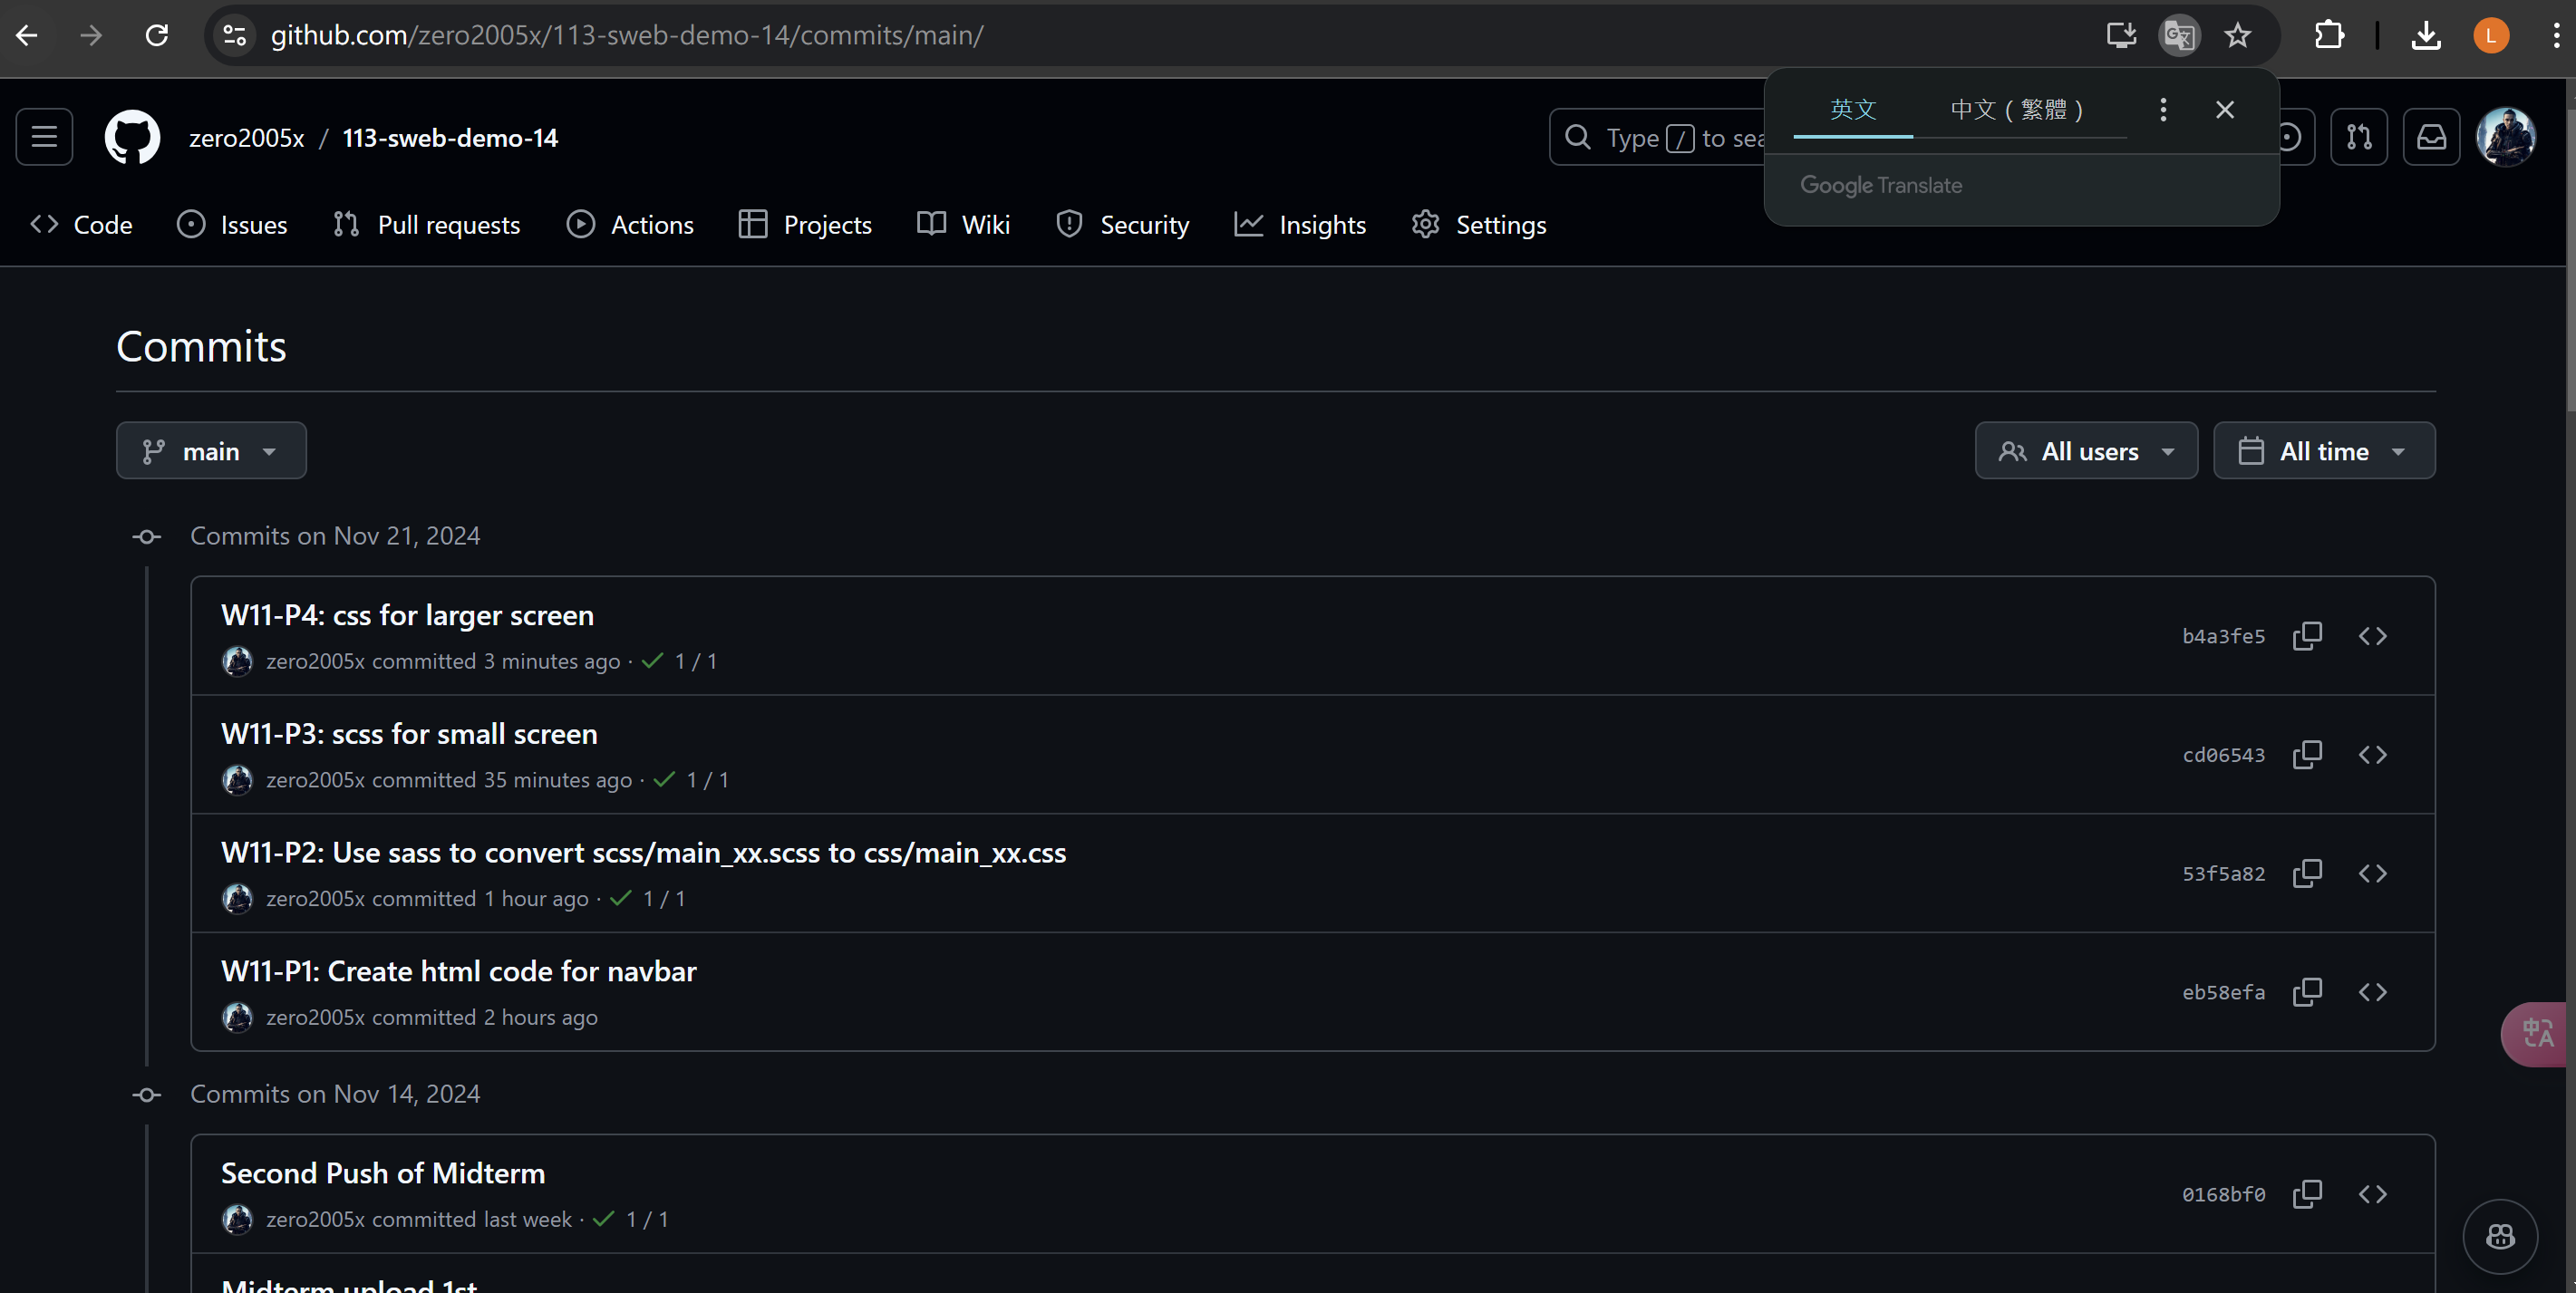 github.com/zero2005x/113-sweb-demo-14/commits/main/
L
英文 中文（繁體）
Google Translate
zero2005x / 113-sweb-demo-14
Type / to sea
Code Issues Pull requests Actions Projects Wiki Security Insights Settings
Commits
main
All users All time
Commits on Nov 21, 2024
W11-P4: css for larger screen
zero2005x committed 3 minutes ago · 1 / 1
b4a3fe5
W11-P3: scss for small screen
zero2005x committed 35 minutes ago · 1 / 1
cd06543
W11-P2: Use sass to convert scss/main_xx.scss to css/main_xx.css
zero2005x committed 1 hour ago · 1 / 1
53f5a82
W11-P1: Create html code for navbar
zero2005x committed 2 hours ago
eb58efa
Commits on Nov 14, 2024
Second Push of Midterm
zero2005x committed last week · 1 / 1
0168bf0
Midterm upload 1st